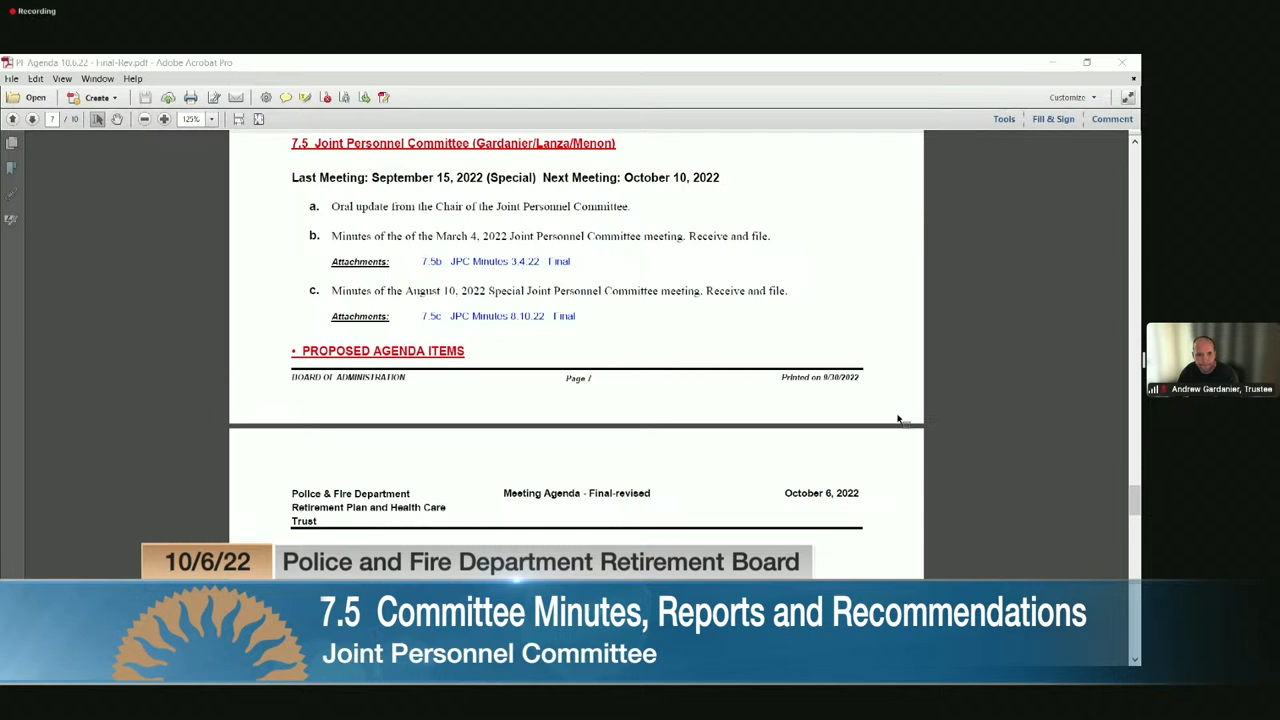 Recording
PF Agenda 10.6.22 - Final-Rev.pdf - Adobe Acrobat Pro
File Edit View Window Help
Open Create Customize
7 / 10 125% Tools Fill & Sign Comment
7.5 Joint Personnel Committee (Gardanier/Lanza/Menon)
Last Meeting: September 15, 2022 (Special) Next Meeting: October 10, 2022
a. Oral update from the Chair of the Joint Personnel Committee.
b. Minutes of the of the March 4, 2022 Joint Personnel Committee meeting. Receive and file.
Attachments: 7.5b JPC Minutes 3.4.22 Final
c. Minutes of the August 10, 2022 Special Joint Personnel Committee meeting. Receive and file.
Attachments: 7.5c JPC Minutes 8.10.22 Final
• PROPOSED AGENDA ITEMS
BOARD OF ADMINISTRATION Page 7 Printed on 9/30/2022
Andrew Gardanier, Trustee
Police & Fire Department Meeting Agenda - Final-revised October 6, 2022
Retirement Plan and Health Care
Trust
10/6/22 Police and Fire Department Retirement Board
7.5 Committee Minutes, Reports and Recommendations
Joint Personnel Committee